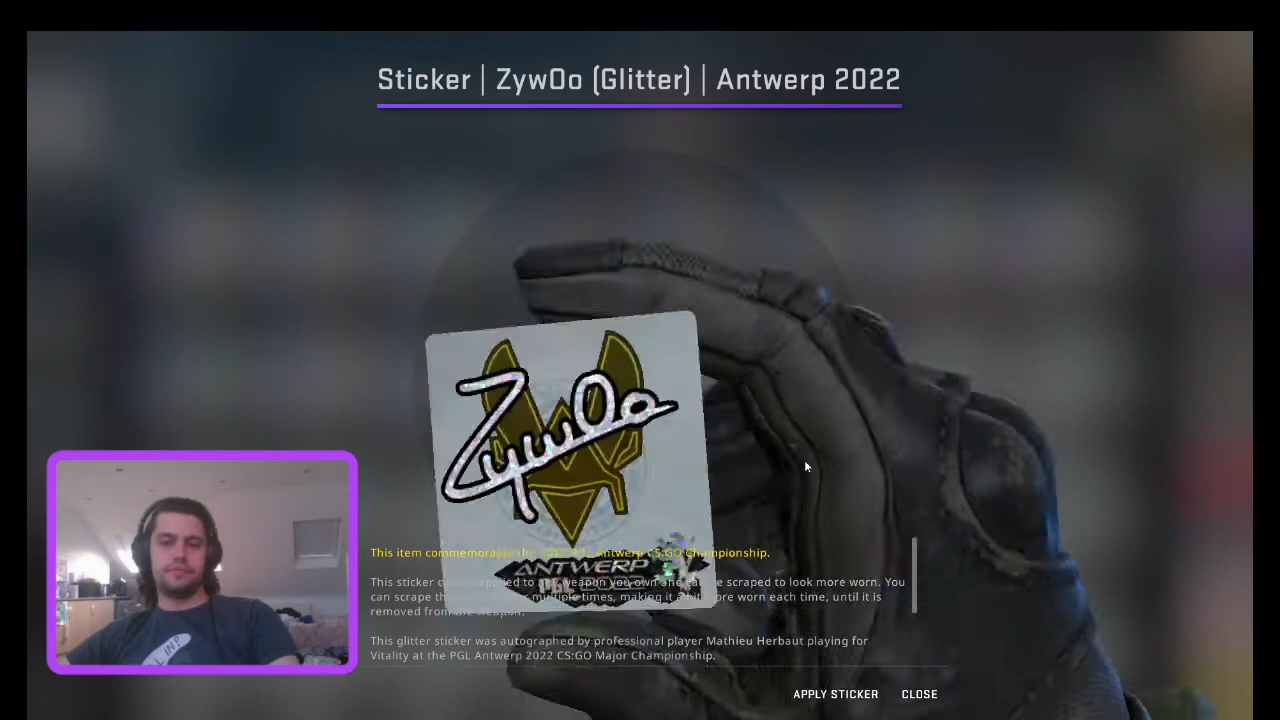 Sticker | ZywOo (Glitter) | Antwerp 2022
ZywOo
This item commemorates the 2022 PGL Antwerp CS:GO Championship.
ANTWERP
2022
This sticker can be applied to any weapon you own and can be scraped to look more worn. You
can scrape the multiple times, making it a bit more worn each time, until it is
removed from the weapon.
This glitter sticker was autographed by professional player Mathieu Herbaut playing for
Vitality at the PGL Antwerp 2022 CS:GO Major Championship.
APPLY STICKER CLOSE